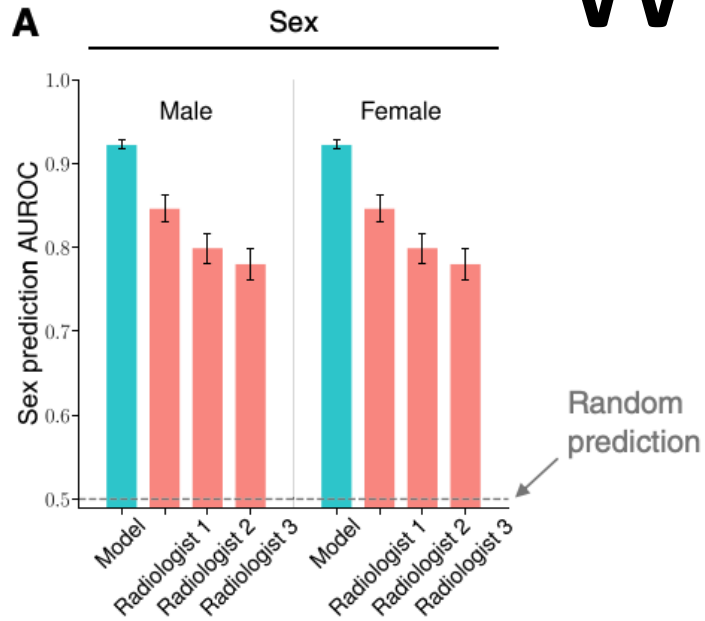 A
Sex
Male
Female
Sex prediction AUROC
1.0
0.9
0.8
0.7
0.6
0.5
Random
prediction
Model
Radiologist 1
Radiologist 2
Radiologist 3
Model
Radiologist 1
Radiologist 2
Radiologist 3